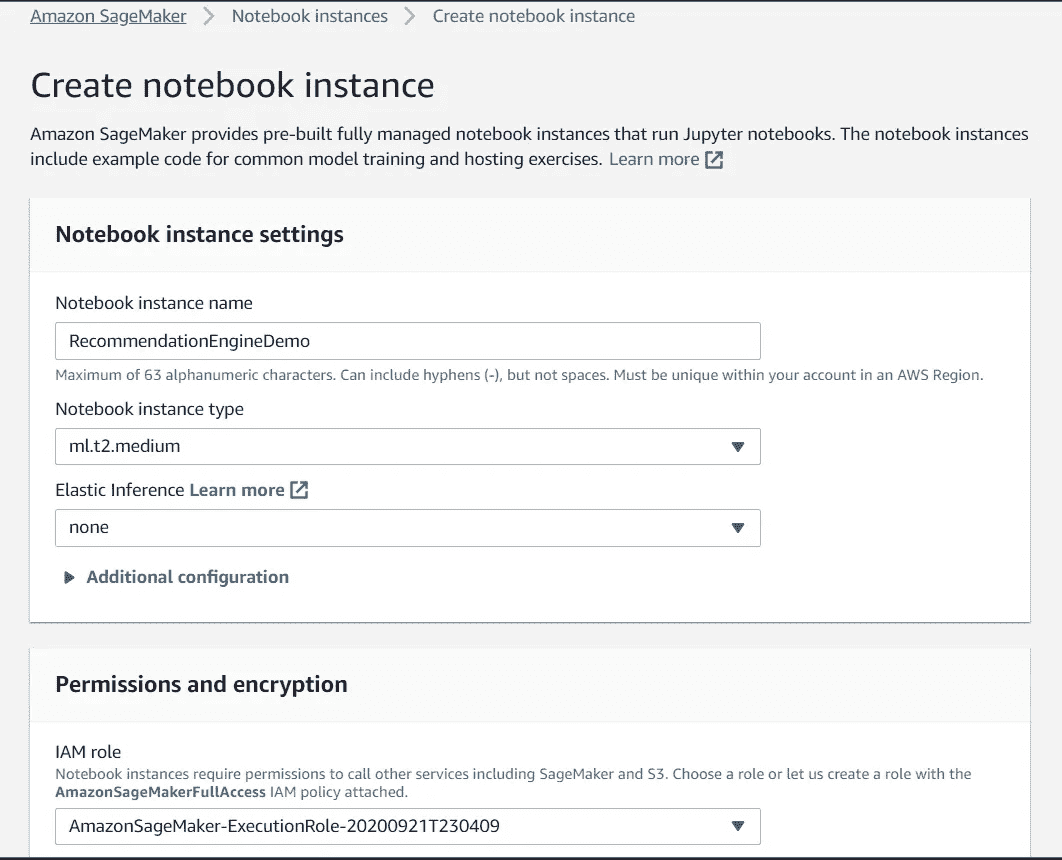 Amazon SageMaker > Notebook instances > Create notebook instance
Create notebook instance
Amazon SageMaker provides pre-built fully managed notebook instances that run Jupyter notebooks. The notebook instances
include example code for common model training and hosting exercises. Learn more
Notebook instance settings
Notebook instance name
RecommendationEngineDemo
Maximum of 63 alphanumeric characters. Can include hyphens (-), but not spaces. Must be unique within your account in an AWS Region.
Notebook instance type
ml.t2.medium
Elastic Inference Learn more
none
Additional configuration
Permissions and encryption
IAM role
Notebook instances require permissions to call other services including SageMaker and S3. Choose a role or let us create a role with the
AmazonSageMakerFullAccess IAM policy attached.
AmazonSageMaker-ExecutionRole-20200921T230409